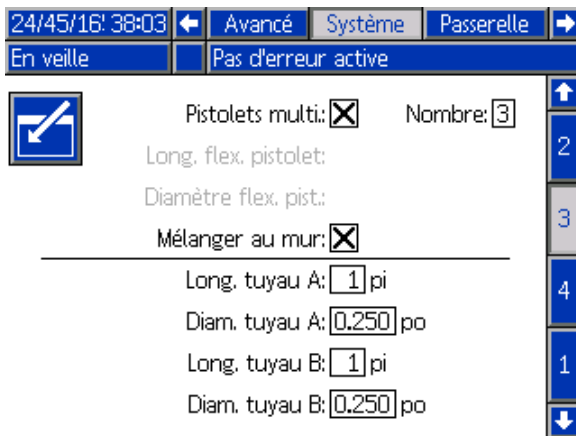 24/45/16! 38:03 Avancé Système Passerelle
En veille Pas d'erreur active
Pistolets multi.: Nombre: 3
2
Long. flex. pistolet:
Diamètre flex. pist.:
3
Mélanger au mur:
Long. tuyau A: 1 pi
4
Diam. tuyau A: 0.250 po
Long. tuyau B: 1 pi
1
Diam. tuyau B: 0.250 po